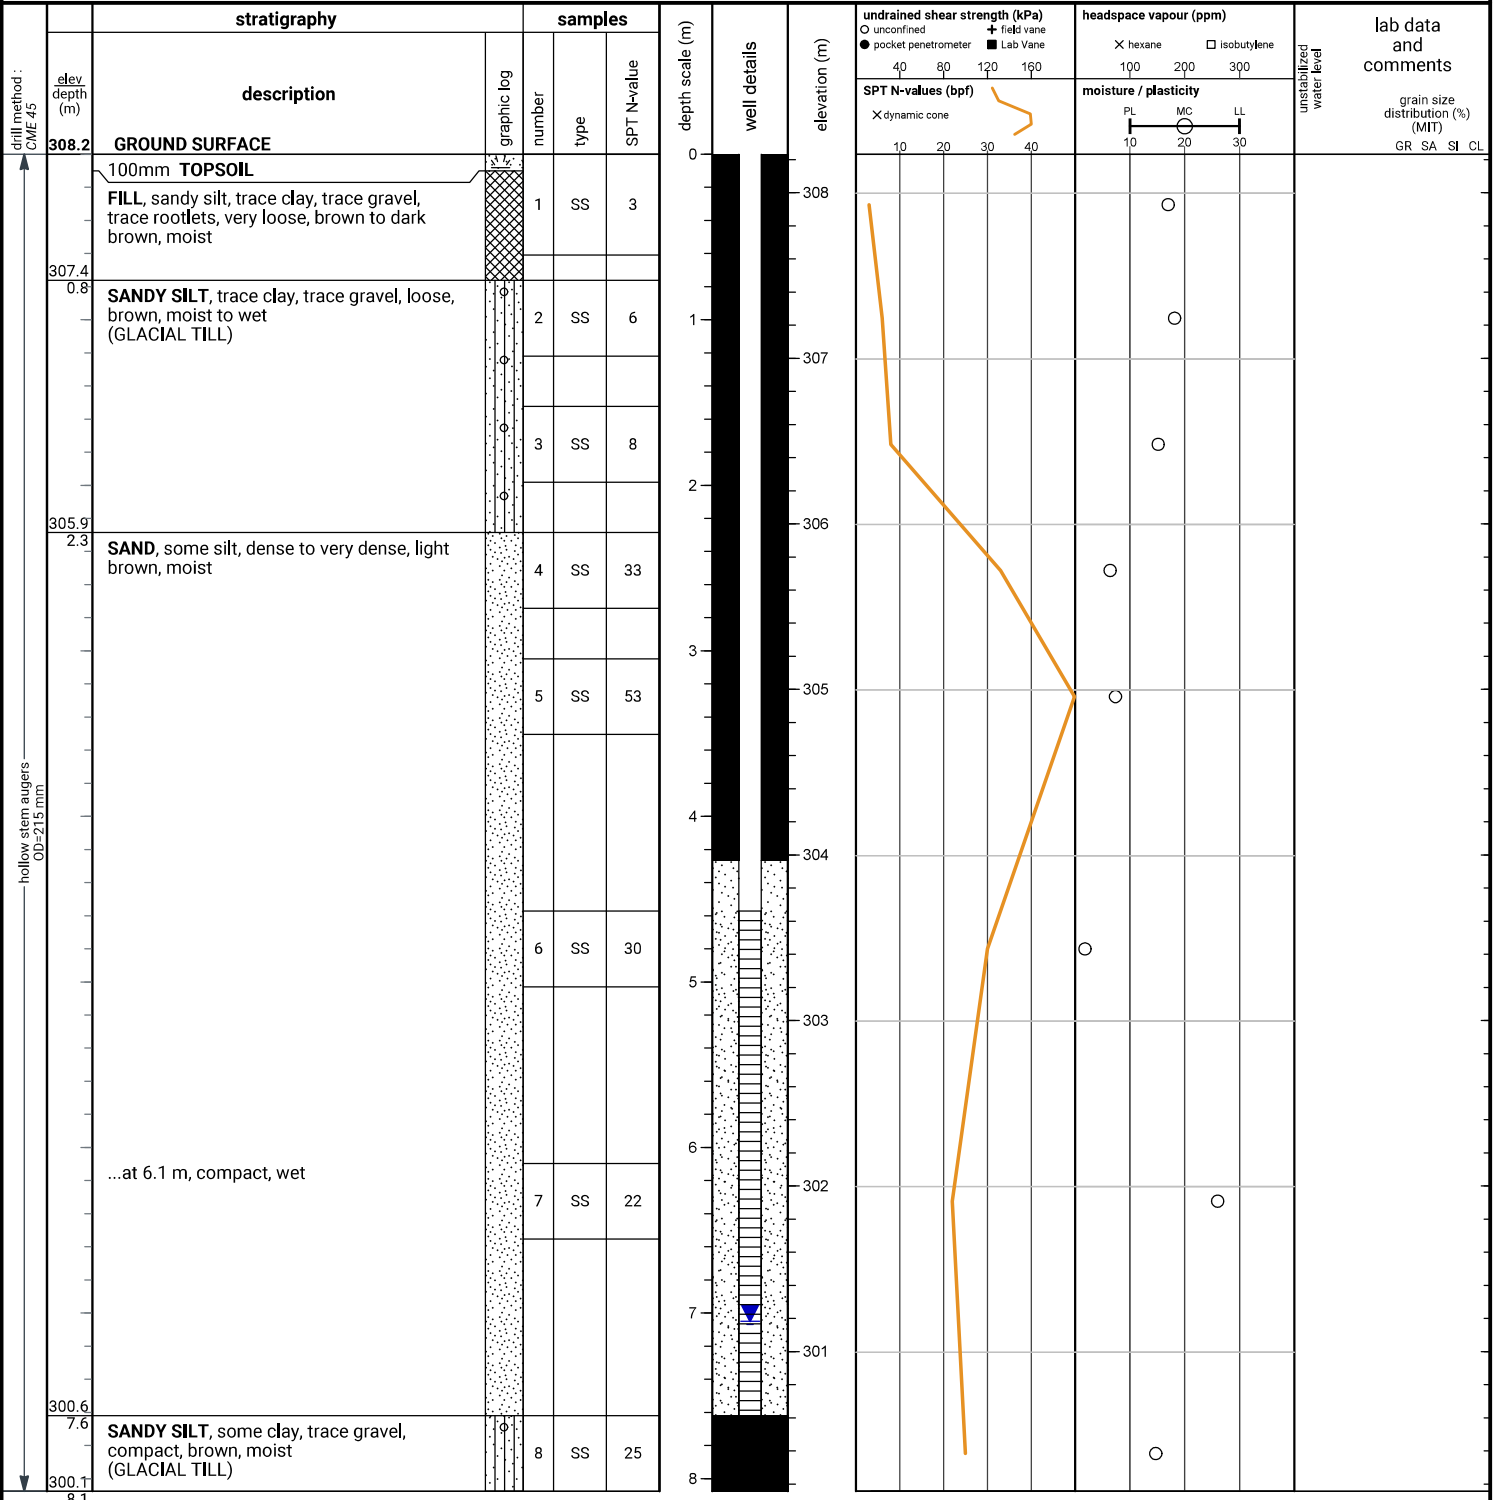 drill method :
CME 45
stratigraphy
samples
elev
depth
(m)
description
graphic log
number
type
SPT N-value
depth scale (m)
well details
elevation (m)
undrained shear strength (kPa)
unconfined
field vane
pocket penetrometer
Lab Vane
40 80 120 160
SPT N-values (bpf)
dynamic cone
10 20 30 40
headspace vapour (ppm)
hexane
isobutylene
100 200 300
moisture / plasticity
PL MC LL
10 20 30
unstabilized
water level
lab data
and
comments
grain size
distribution (%)
(MIT)
GR SA SI CL
308.2 GROUND SURFACE
100mm TOPSOIL
FILL, sandy silt, trace clay, trace gravel,
trace rootlets, very loose, brown to dark
brown, moist
1 SS 3
307.4
0.8
SANDY SILT, trace clay, trace gravel, loose,
brown, moist to wet
(GLACIAL TILL)
2 SS 6
3 SS 8
305.9
2.3
SAND, some silt, dense to very dense, light
brown, moist
4 SS 33
5 SS 53
6 SS 30
...at 6.1 m, compact, wet
7 SS 22
300.6
7.6
SANDY SILT, some clay, trace gravel,
compact, brown, moist
(GLACIAL TILL)
8 SS 25
300.1
8.1
hollow stem augers
OD=215 mm
0
1
2
3
4
5
6
7
8
308
307
306
305
304
303
302
301